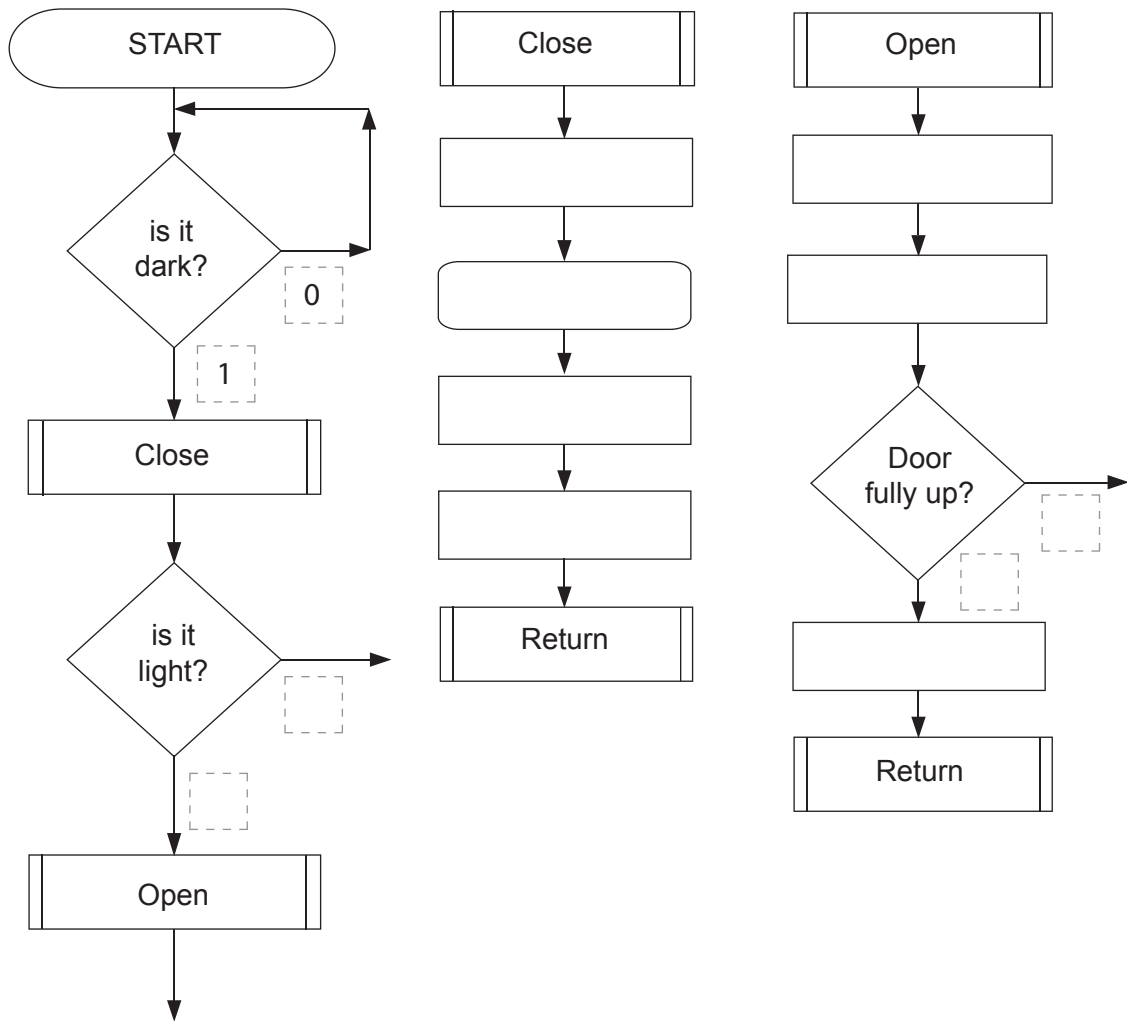 START
is it
dark?
0
1
Close
is it
light?
Open
Close
Return
Open
Door
fully up?
Return